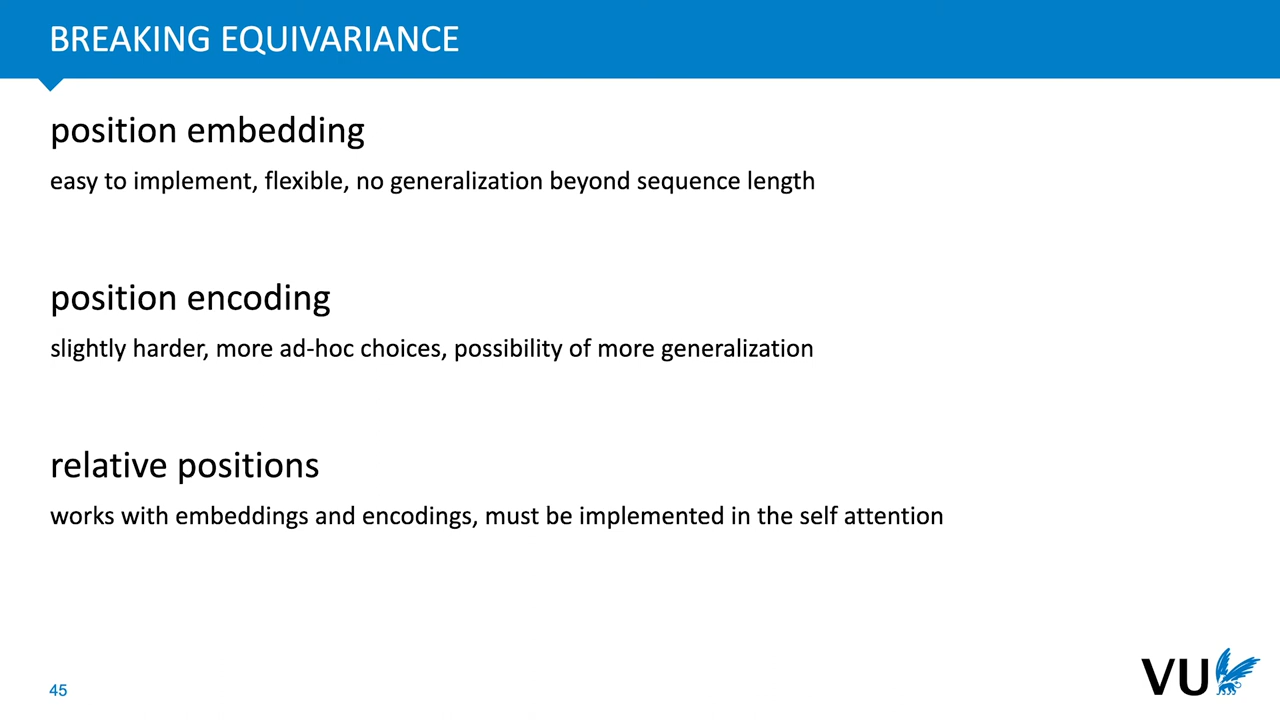 BREAKING EQUIVARIANCE
position embedding
easy to implement, flexible, no generalization beyond sequence length
position encoding
slightly harder, more ad-hoc choices, possibility of more generalization
relative positions
works with embeddings and encodings, must be implemented in the self attention
45
VU